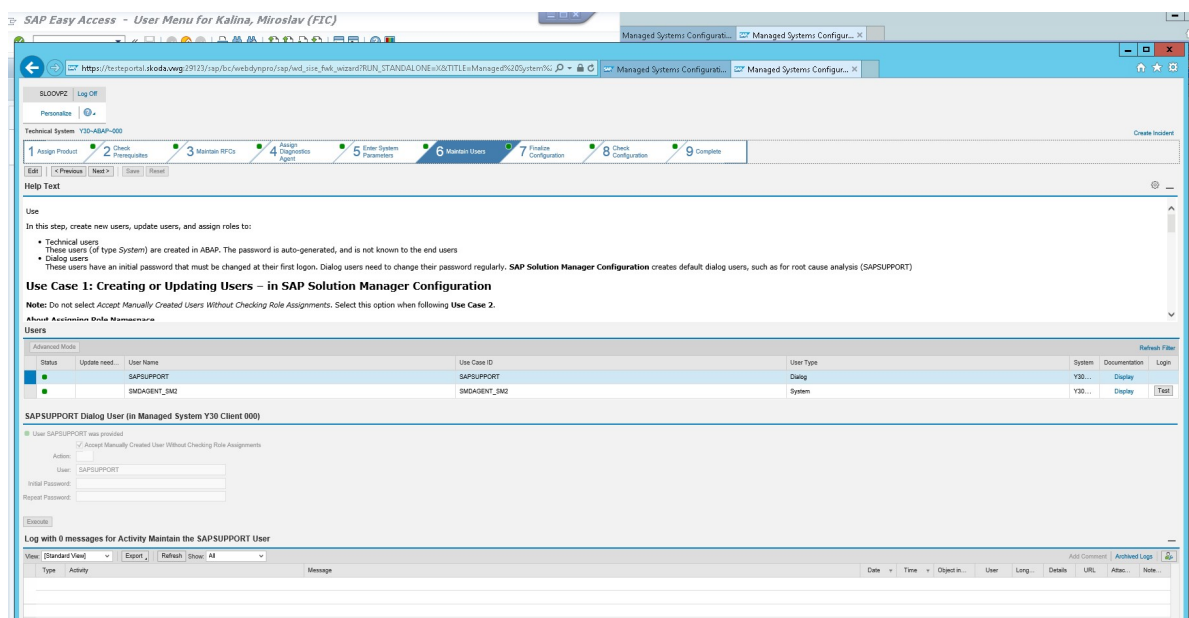 SAP Easy Access - User Menu for Kalina, Miroslav (FIC)
Managed Systems Configurati... Managed Systems Configur... ×
https://testeportal.skoda.vwg:29123/sap/bc/webdynpro/sap/wd_sise_fwk_wizard?RUN_STANDALONE=X&TITLE=Managed%20System% Managed Systems Configurati... Managed Systems Configur... ×
SLOOVPZ Log Off
Personalize
Technical System Y30~ABAP~000 Create Incident
1 Assign Product 2 Check Prerequisites 3 Maintain RFCs 4 Assign Diagnostics Agent 5 Enter System Parameters 6 Maintain Users 7 Finalize Configuration 8 Check Configuration 9 Complete
Edit < Previous Next > Save Reset
Help Text
Use
In this step, create new users, update users, and assign roles to:
• Technical users
These users (of type System) are created in ABAP. The password is auto-generated, and is not known to the end users
• Dialog users
These users have an initial password that must be changed at their first logon. Dialog users need to change their password regularly. SAP Solution Manager Configuration creates default dialog users, such as for root cause analysis (SAPSUPPORT)
Use Case 1: Creating or Updating Users – in SAP Solution Manager Configuration
Note: Do not select Accept Manually Created Users Without Checking Role Assignments. Select this option when following Use Case 2.
About Assigning Role Namespace
Users
Advanced Mode Refresh Filter
Status Update need... User Name Use Case ID User Type System Documentation Login
SAPSUPPORT SAPSUPPORT Dialog Y30... Display
SMDAGENT_SM2 SMDAGENT_SM2 System Y30... Display Test
SAPSUPPORT Dialog User (in Managed System Y30 Client 000)
User SAPSUPPORT was provided
Accept Manually Created User Without Checking Role Assignments
Action:
User: SAPSUPPORT
Initial Password:
Repeat Password:
Execute
Log with 0 messages for Activity Maintain the SAPSUPPORT User
View: [Standard View] Export Refresh Show: All Add Comment Archived Logs
Type Activity Message Date Time Object in... User Long... Details URL Attac... Note...